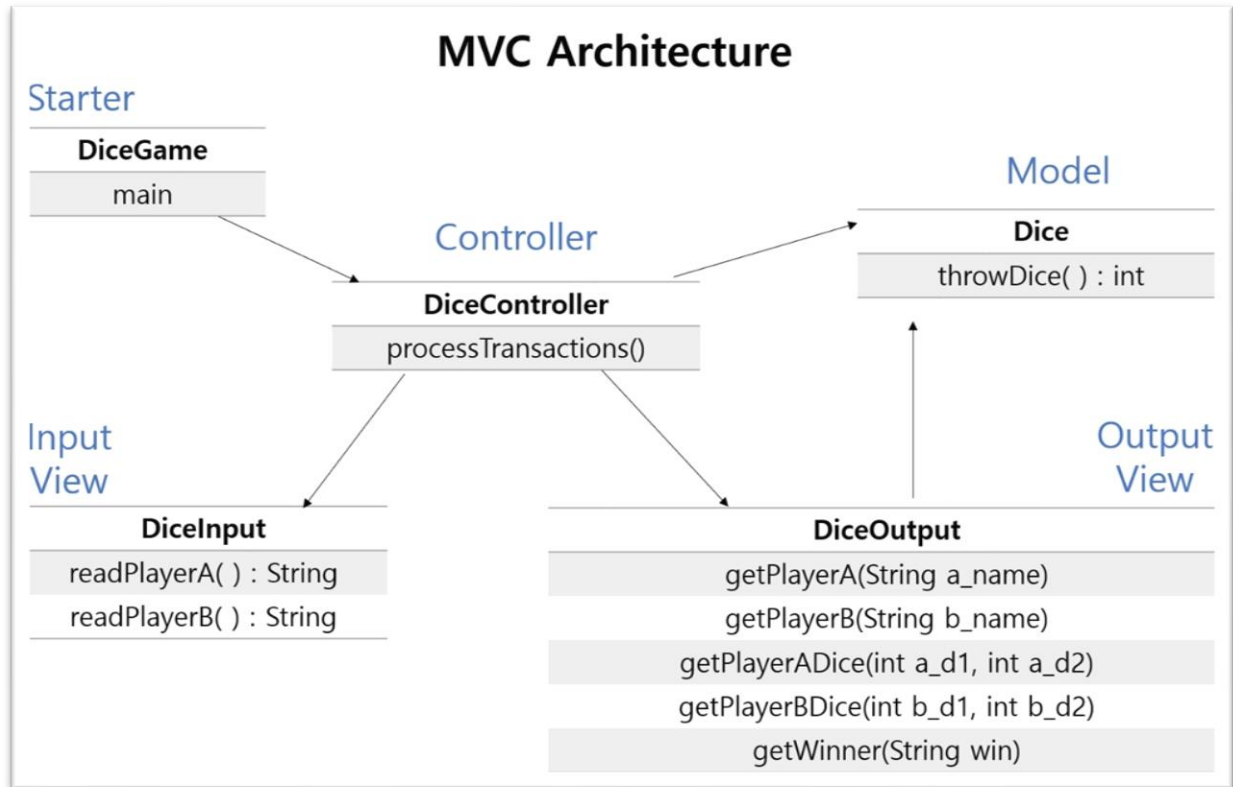 MVC Architecture
Starter
DiceGame
main
Model
Dice
throwDice( ) : int
Controller
DiceController
processTransactions()
Input
View
DiceInput
readPlayerA( ) : String
readPlayerB( ) : String
Output
View
DiceOutput
getPlayerA(String a_name)
getPlayerB(String b_name)
getPlayerADice(int a_d1, int a_d2)
getPlayerBDice(int b_d1, int b_d2)
getWinner(String win)